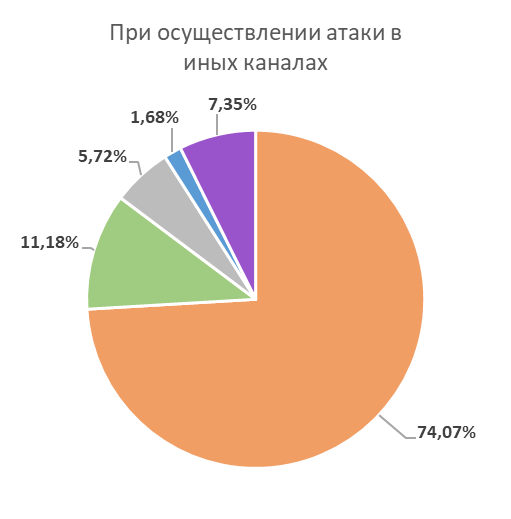 При осуществлении атаки в
иных каналах
7,35%
1,68%
5,72%
11,18%
74,07%